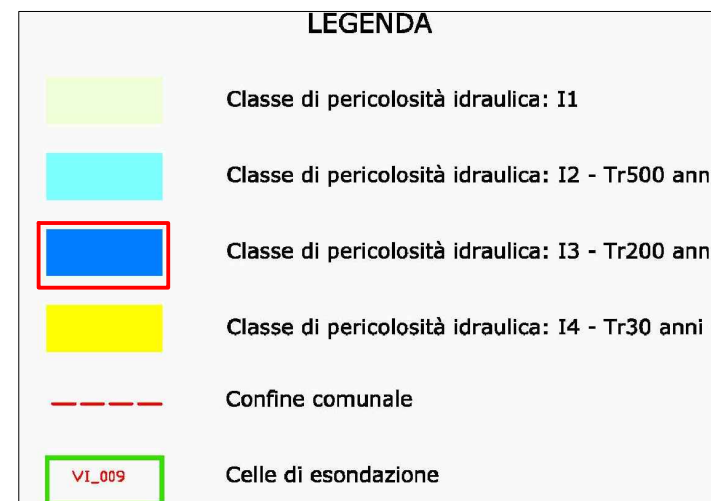 LEGENDA
Classe di pericolosità idraulica: I1
Classe di pericolosità idraulica: I2 - Tr500 ann
Classe di pericolosità idraulica: I3 - Tr200 ann
Classe di pericolosità idraulica: I4 - Tr30 anni
Confine comunale
VI_009 Celle di esondazione